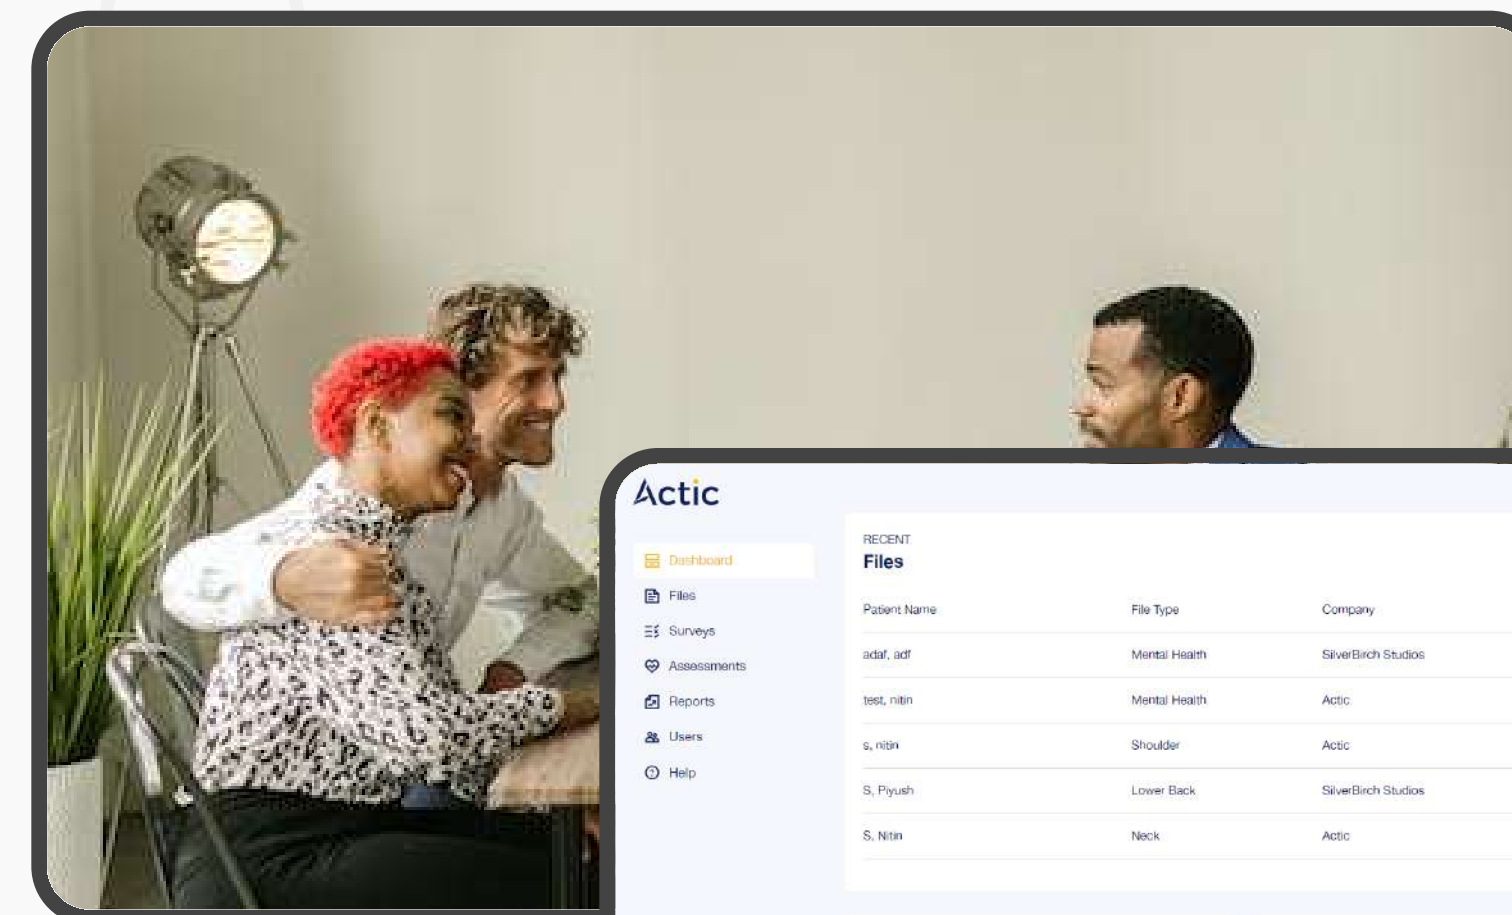 Actic
Dashboard
Files
Surveys
Assessments
Reports
Users
Help
RECENT
Files
Patient Name File Type Company
adaf, adf Mental Health SilverBirch Studios
test, nitin Mental Health Actic
s, nitin Shoulder Actic
S, Piyush Lower Back SilverBirch Studios
S, Nitin Neck Actic